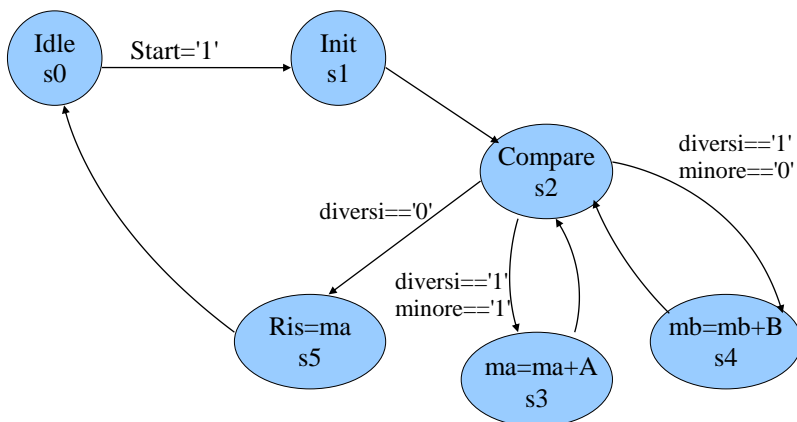 Idle
s0
Start='1'
Init
s1
Compare
s2
diversi=='1'
minore=='0'
diversi=='0'
diversi=='1'
minore=='1'
Ris=ma
s5
ma=ma+A
s3
mb=mb+B
s4